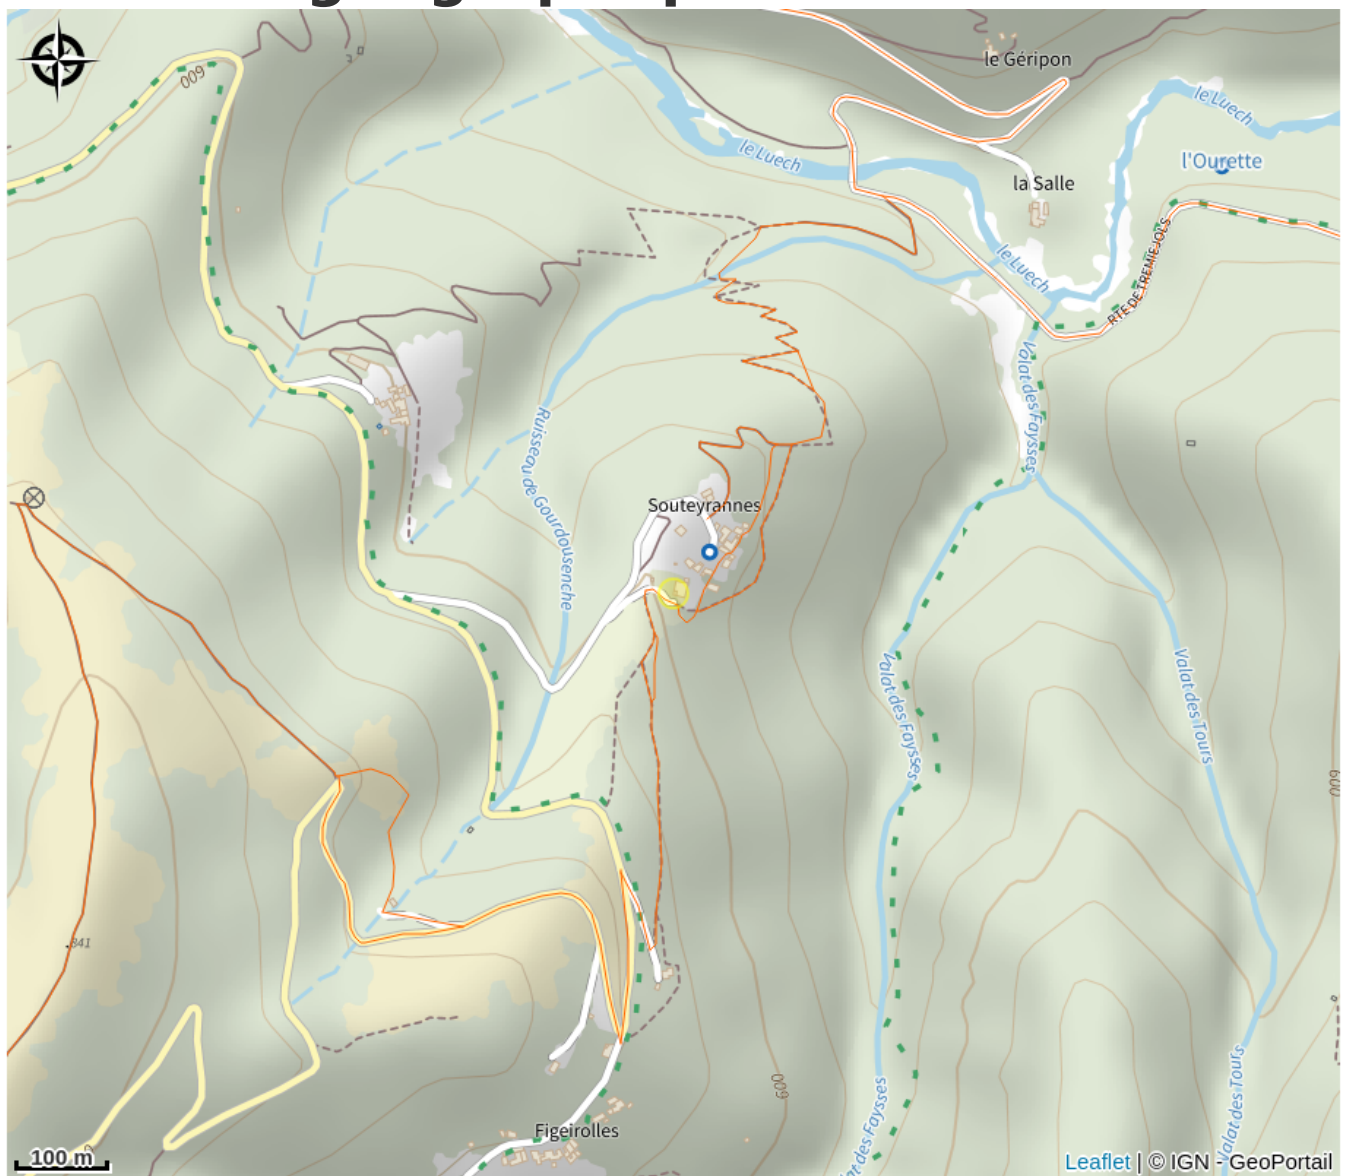 600
le Géripon
le Luech
le Luech
l'Ourette
la Salle
le Luech
RTE DE TREMIEJOLS
Valat des Faysses
Ruisseau de Gourdousenche
Souteyrannes
Valat des Faysses
Valat des Tours
600
841
600
Figeirolles
Valat des Tours
at des Faysses
100 m
Leaflet | © IGN - GeoPortail